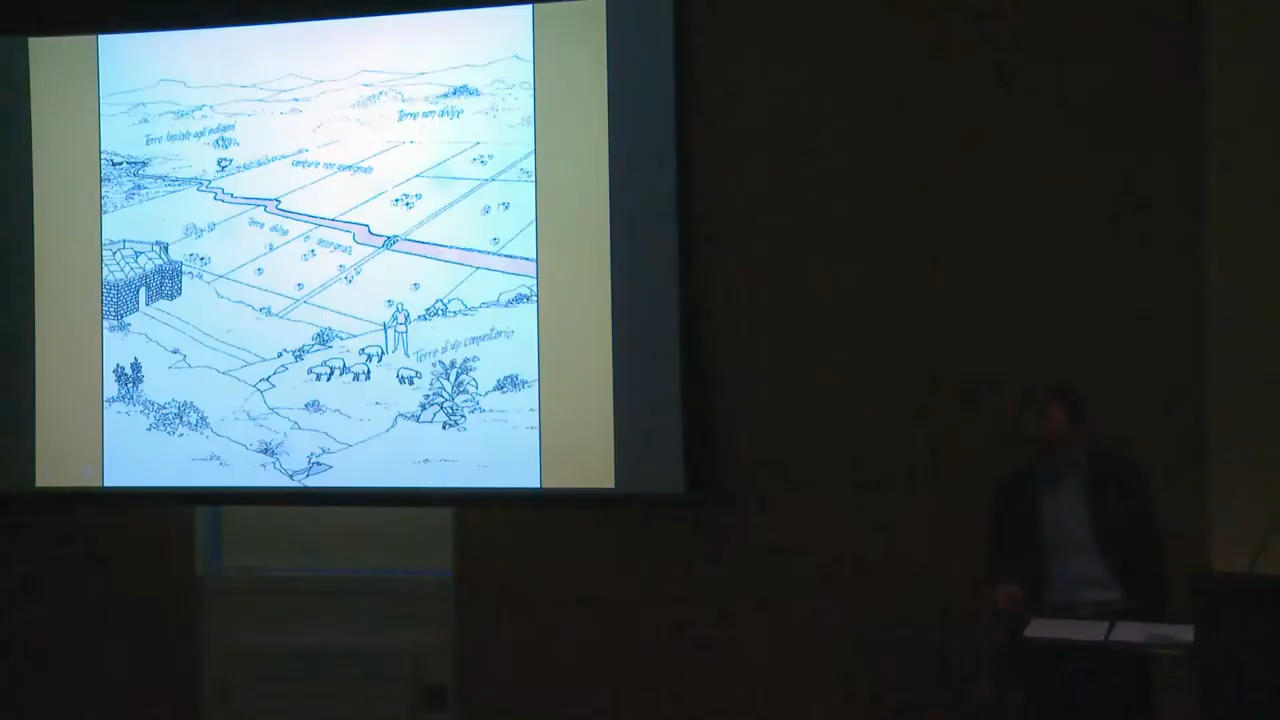 Terre non divise
Terre lasciate agli indigeni
centurie non assegnate
Terre divise e assegnate
Terre di uso comunitario